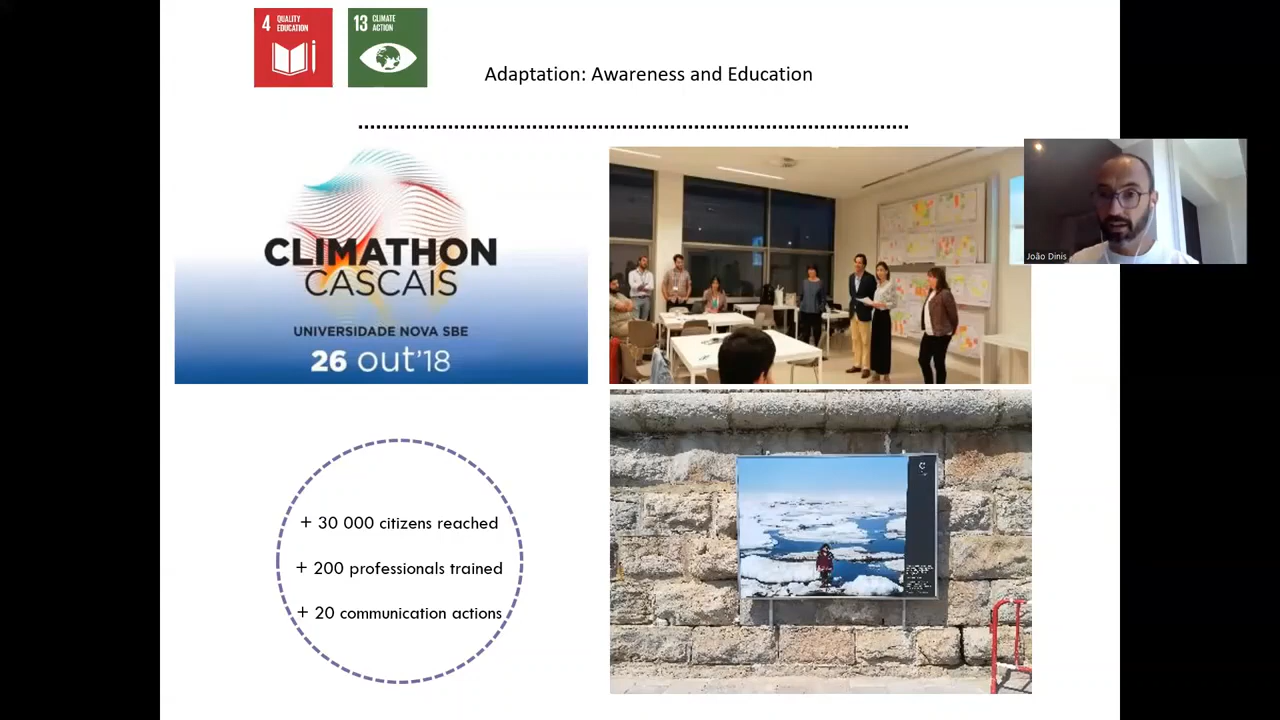 4 QUALITY
EDUCATION
13 CLIMATE
ACTION
Adaptation: Awareness and Education
CLIMATHON
CASCAIS
UNIVERSIDADE NOVA SBE
26 out'18
João Dinis
+ 30 000 citizens reached
+ 200 professionals trained
+ 20 communication actions